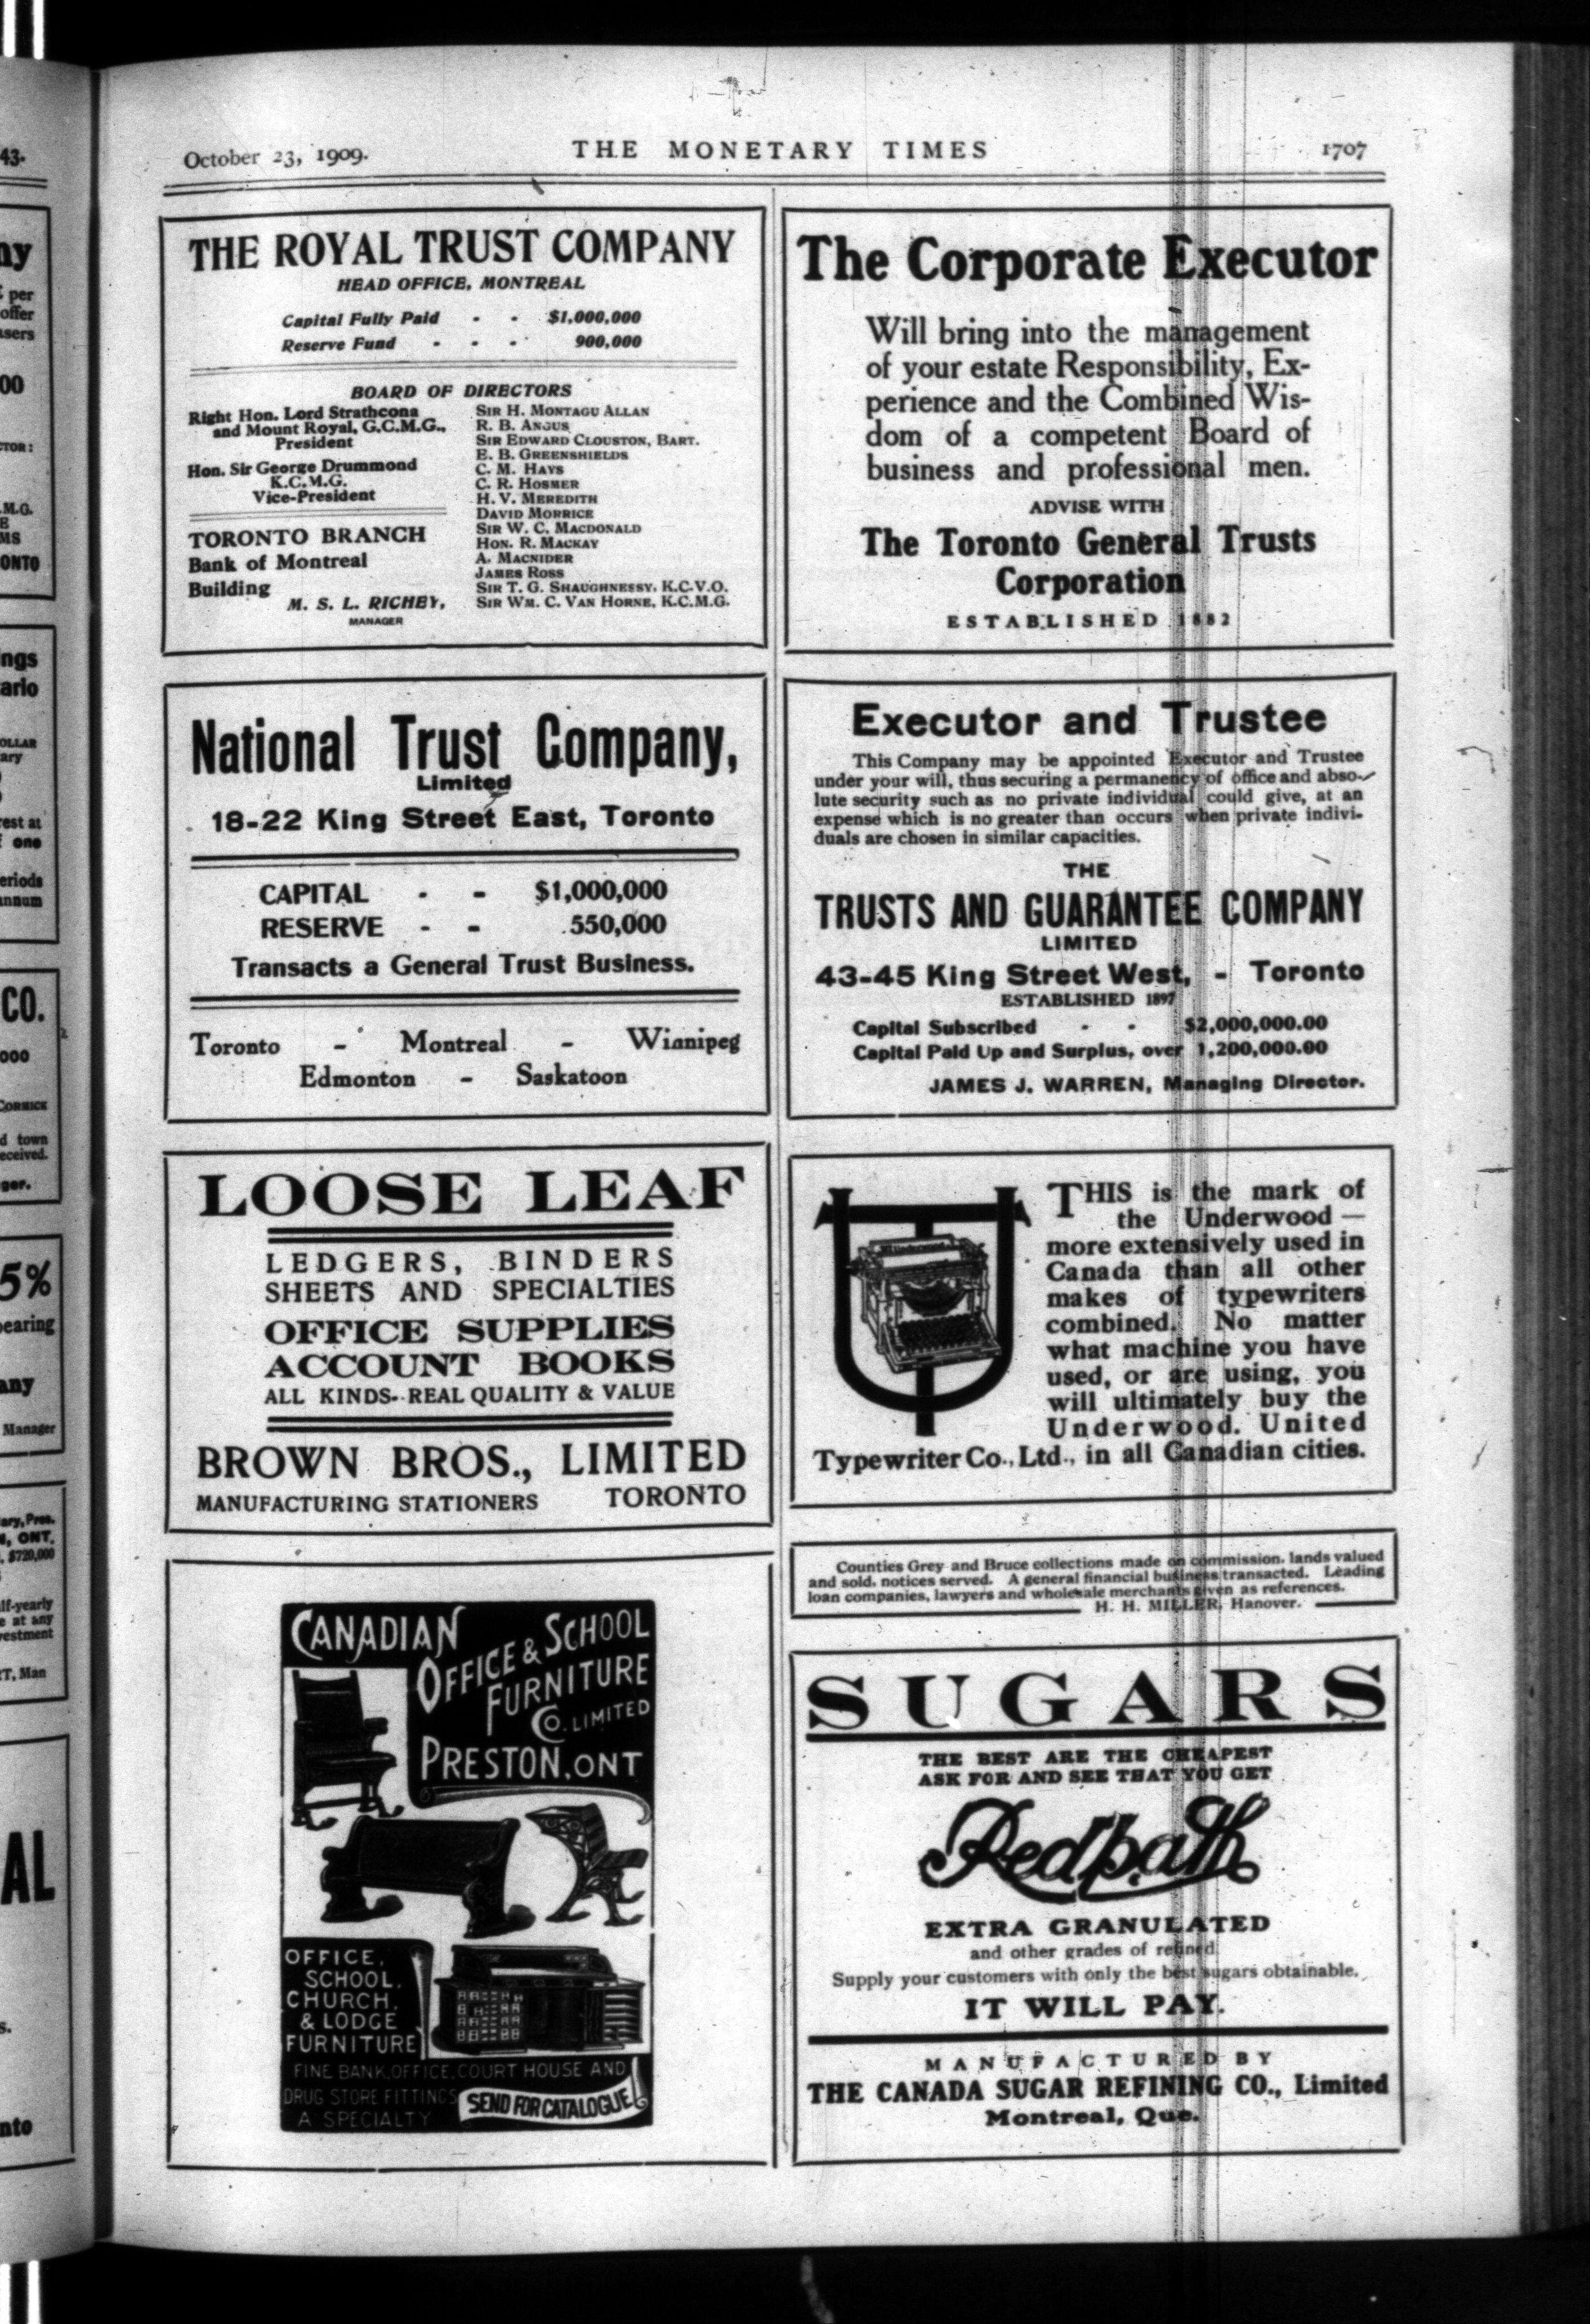 October 23, 1909.
THE MONETARY TIMES
1707
THE ROYAL TRUST COMPANY
HEAD OFFICE, MONTREAL
Capital Fully Paid - - $1,000,000
Reserve Fund - - - 900,000
BOARD OF DIRECTORS
Right Hon. Lord Strathcona
and Mount Royal, G.C.M.G.,
President
Hon. Sir George Drummond
K.C.M.G.
Vice-President
TORONTO BRANCH
Bank of Montreal
Building
M. S. L. RICHEY,
MANAGER
SIR H. MONTAGU ALLAN
R. B. ANGUS
SIR EDWARD CLOUSTON, BART.
E. B. GREENSHIELDS
C. M. HAYS
C. R. HOSMER
H. V. MEREDITH
DAVID MORRICE
SIR W. C. MACDONALD
HON. R. MACKAY
A. MACNIDER
JAMES ROSS
SIR T. G. SHAUGHNESSY, K.C.V.O.
SIR WM. C. VAN HORNE, K.C.M.G.
The Corporate Executor
Will bring into the management
of your estate Responsibility, Ex-
perience and the Combined Wis-
dom of a competent Board of
business and professional men.
ADVISE WITH
The Toronto General Trusts
Corporation
ESTABLISHED 1882
National Trust Company,
Limited
18-22 King Street East, Toronto
CAPITAL - - $1,000,000
RESERVE - - 550,000
Transacts a General Trust Business.
Toronto - Montreal - Winnipeg
Edmonton - Saskatoon
Executor and Trustee
This Company may be appointed Executor and Trustee
under your will, thus securing a permanency of office and abso-
lute security such as no private individual could give, at an
expense which is no greater than occurs when private indivi-
duals are chosen in similar capacities.
THE
TRUSTS AND GUARANTEE COMPANY
LIMITED
43-45 King Street West, - Toronto
ESTABLISHED 1897
Capital Subscribed - - $2,000,000.00
Capital Paid Up and Surplus, over 1,200,000.00
JAMES J. WARREN, Managing Director.
LOOSE LEAF
LEDGERS, BINDERS
SHEETS AND SPECIALTIES
OFFICE SUPPLIES
ACCOUNT BOOKS
ALL KINDS--REAL QUALITY & VALUE
BROWN BROS., LIMITED
MANUFACTURING STATIONERS TORONTO
THIS is the mark of
the Underwood —
more extensively used in
Canada than all other
makes of typewriters
combined. No matter
what machine you have
used, or are using, you
will ultimately buy the
Underwood. United
Typewriter Co., Ltd., in all Canadian cities.
Counties Grey and Bruce collections made on commission, lands valued
and sold, notices served. A general financial business transacted. Leading
loan companies, lawyers and wholesale merchants given as references.
H. H. MILLER, Hanover.
CANADIAN
OFFICE & SCHOOL
FURNITURE
CO. LIMITED
PRESTON, ONT
OFFICE,
SCHOOL,
CHURCH,
& LODGE
FURNITURE
FINE BANK, OFFICE, COURT HOUSE AND
DRUG STORE FITTINGS
A SPECIALTY
SEND FOR CATALOGUE
SUGARS
THE BEST ARE THE CHEAPEST
ASK FOR AND SEE THAT YOU GET
Redpath
EXTRA GRANULATED
and other grades of refined
Supply your customers with only the best sugars obtainable.
IT WILL PAY.
MANUFACTURED BY
THE CANADA SUGAR REFINING CO., Limited
Montreal, Que.